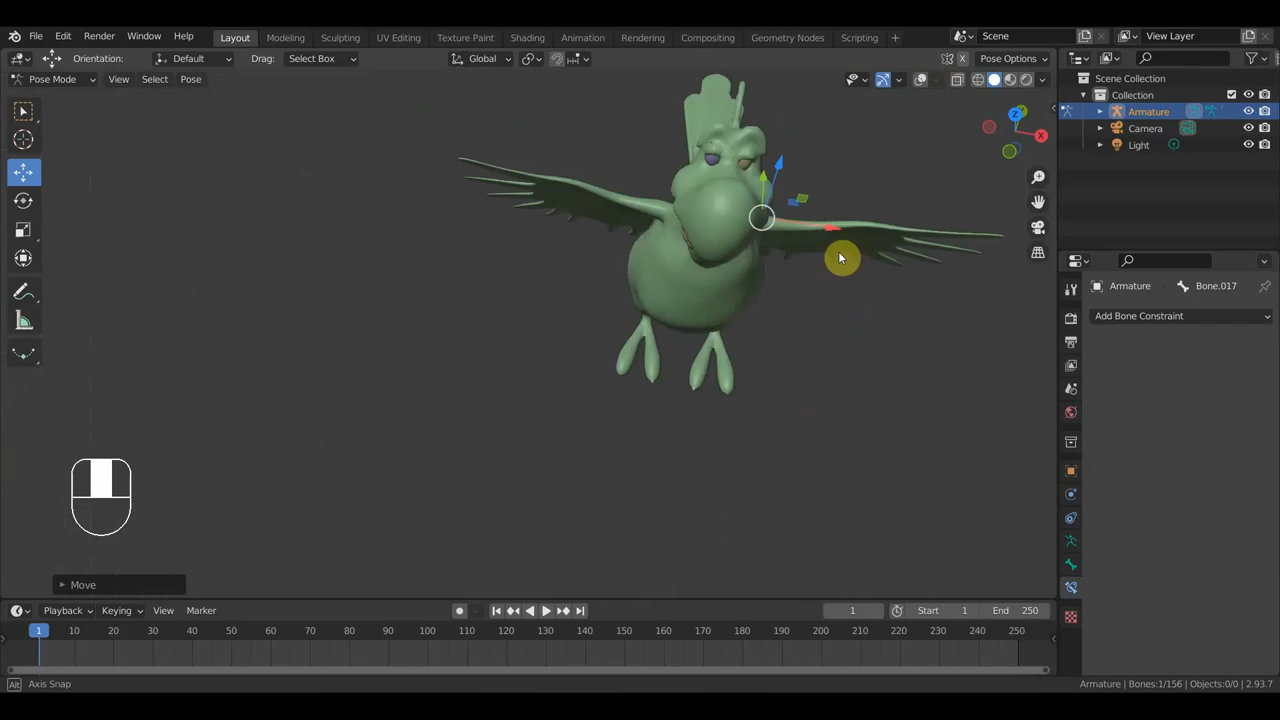 File Edit Render Window Help Layout Modeling Sculpting UV Editing Texture Paint Shading Animation Rendering Compositing Geometry Nodes Scripting + Scene View Layer
Orientation: Default Drag: Select Box Global Pose Options
Pose Mode View Select Pose
Scene Collection
Collection
Armature
Camera
Light
Z
Y
X
Armature Bone.017
Add Bone Constraint
Move
Playback Keying View Marker 1 Start 1 End 250
1 10 20 30 40 50 60 70 80 90 100 110 120 130 140 150 160 170 180 190 200 210 220 230 240 250
Alt Axis Snap Armature | Bones:1/156 | Objects:0/0 | 2.93.7